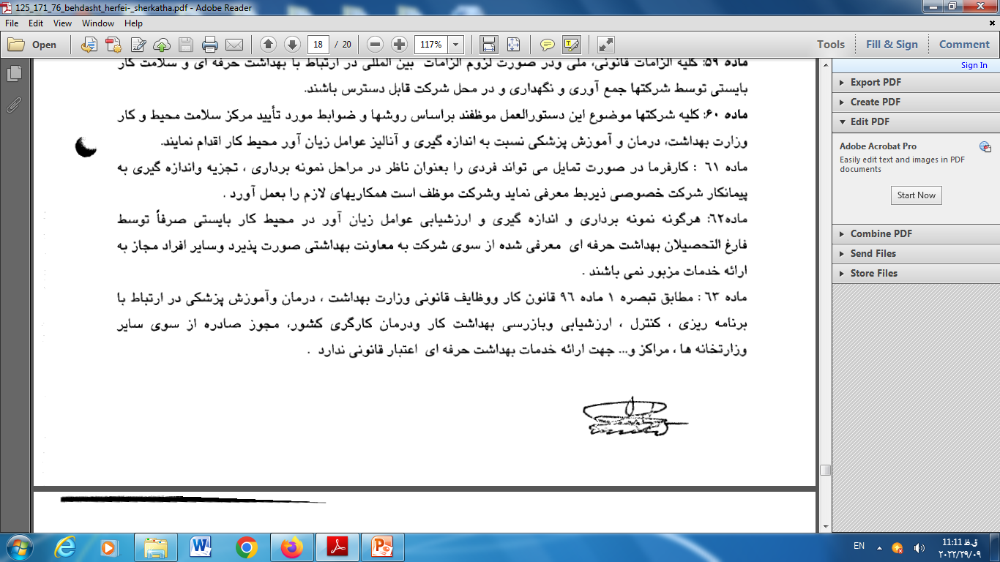 125_171_76_behdasht_herfei-_sherkatha.pdf - Adobe Reader
File Edit View Window Help
Open 18 / 20 117% Tools Fill & Sign Comment
Sign In
Export PDF
Create PDF
Edit PDF
Adobe Acrobat Pro
Easily edit text and images in PDF
documents
Start Now
Combine PDF
Send Files
Store Files
ماده ۵۹: کلیه الزامات قانونی، ملی ودر صورت لزوم الزامات بین المللی در ارتباط با بهداشت حرفه ای و سلامت کار
بایستی توسط شرکتها جمع آوری و نگهداری و در محل شرکت قابل دسترس باشند.
ماده ۶۰: کلیه شرکتها موضوع این دستورالعمل موظفند براساس روشها و ضوابط مورد تأیید مرکز سلامت محیط و کار
وزارت بهداشت، درمان و آموزش پزشکی نسبت به اندازه گیری و آنالیز عوامل زیان آور محیط کار اقدام نمایند.
ماده ۶۱ : کارفرما در صورت تمایل می تواند فردی را بعنوان ناظر در مراحل نمونه برداری ، تجزیه واندازه گیری به
پیمانکار شرکت خصوصی ذیربط معرفی نماید وشرکت موظف است همکاریهای لازم را بعمل آورد .
ماده۶۲: هرگونه نمونه برداری و اندازه گیری و ارزشیابی عوامل زیان آور در محیط کار بایستی صرفاً توسط
فارغ التحصیلان بهداشت حرفه ای معرفی شده از سوی شرکت به معاونت بهداشتی صورت پذیرد وسایر افراد مجاز به
ارائه خدمات مزبور نمی باشند .
ماده ۶۳ : مطابق تبصره ۱ ماده ۹۶ قانون کار ووظایف قانونی وزارت بهداشت ، درمان وآموزش پزشکی در ارتباط با
برنامه ریزی ، کنترل ، ارزشیابی وبازرسی بهداشت کار ودرمان کارگری کشور، مجوز صادره از سوی سایر
وزارتخانه ها ، مراکز و... جهت ارائه خدمات بهداشت حرفه ای اعتبار قانونی ندارد .
EN
11:11 ق.ظ
۲۰۲۲/۲۹/۰۹